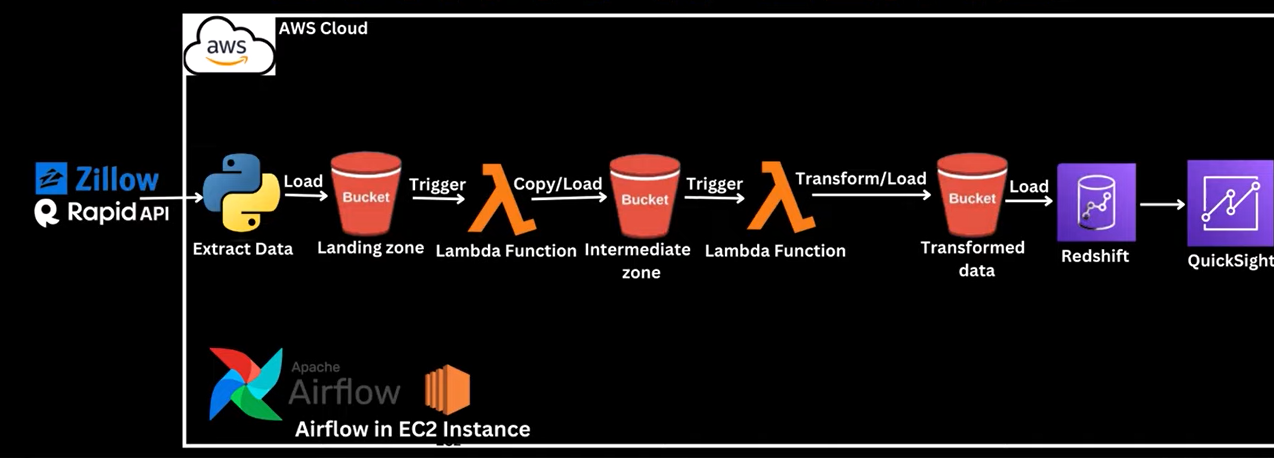 aws
AWS Cloud
Zillow
Rapid API
Extract Data
Load
Bucket
Landing zone
Trigger
Lambda Function
Copy/Load
Bucket
Intermediate
zone
Trigger
Lambda Function
Transform/Load
Bucket
Transformed
data
Load
Redshift
QuickSight
Apache
Airflow
Airflow in EC2 Instance